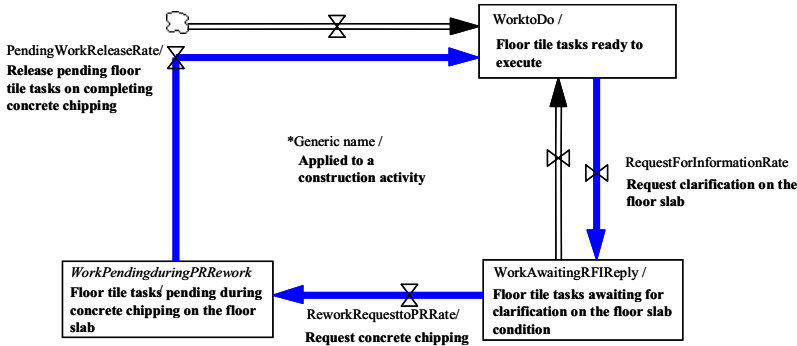 WorktoDo /
Floor tile tasks ready to
execute
PendingWorkReleaseRate/
Release pending floor
tile tasks on completing
concrete chipping
*Generic name /
Applied to a
construction activity
RequestForInformationRate
Request clarification on the
floor slab
WorkPendingduringPRRework
Floor tile tasks/ pending during
concrete chipping on the floor
slab
WorkAwaitingRFIReply /
Floor tile tasks awaiting for
clarification on the floor slab
condition
ReworkRequesttoPRRate/
Request concrete chipping